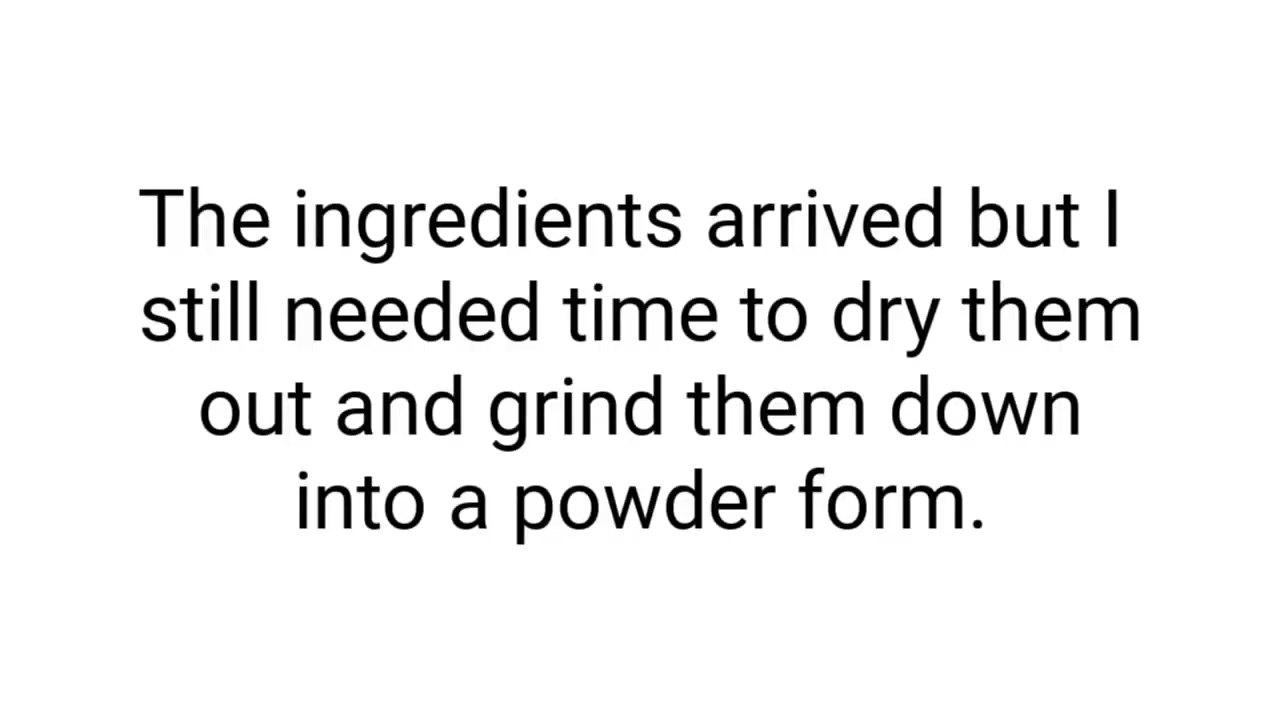 The ingredients arrived but I
still needed time to dry them
out and grind them down
into a powder form.